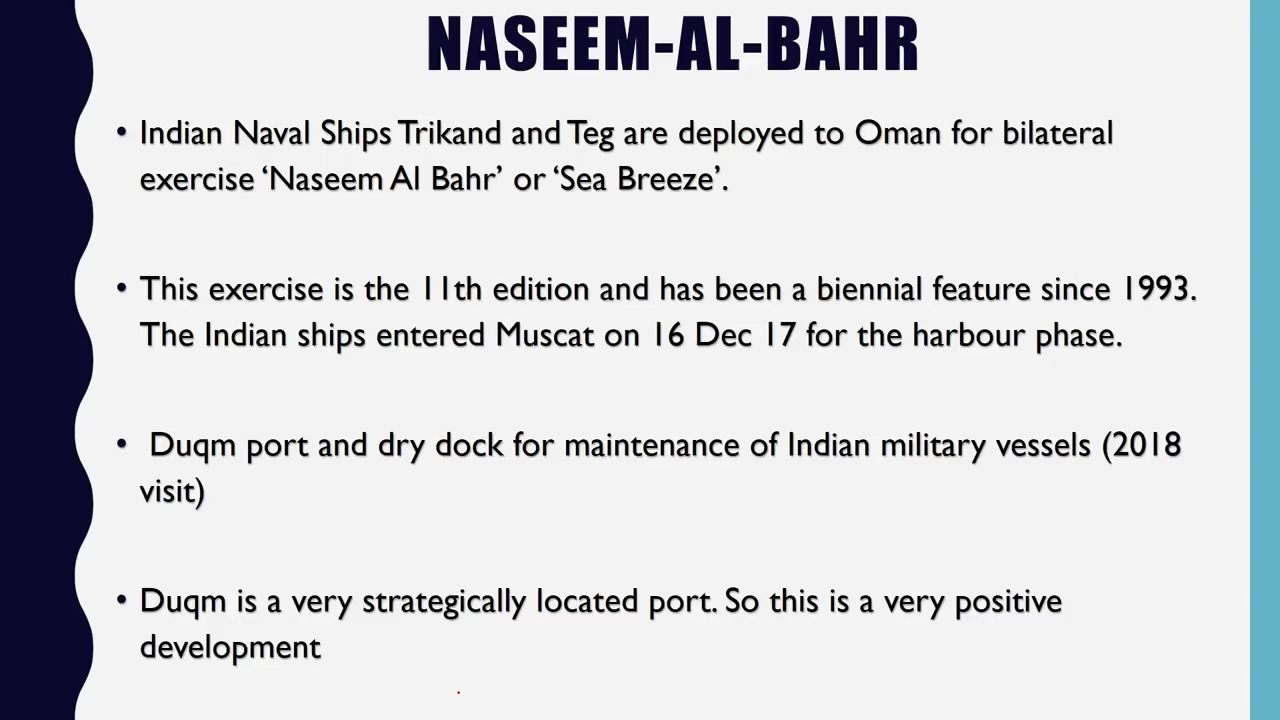 NASEEM-AL-BAHR
• Indian Naval Ships Trikand and Teg are deployed to Oman for bilateral
exercise ‘Naseem Al Bahr’ or ‘Sea Breeze’.
• This exercise is the 11th edition and has been a biennial feature since 1993.
The Indian ships entered Muscat on 16 Dec 17 for the harbour phase.
• Duqm port and dry dock for maintenance of Indian military vessels (2018
visit)
• Duqm is a very strategically located port. So this is a very positive
development